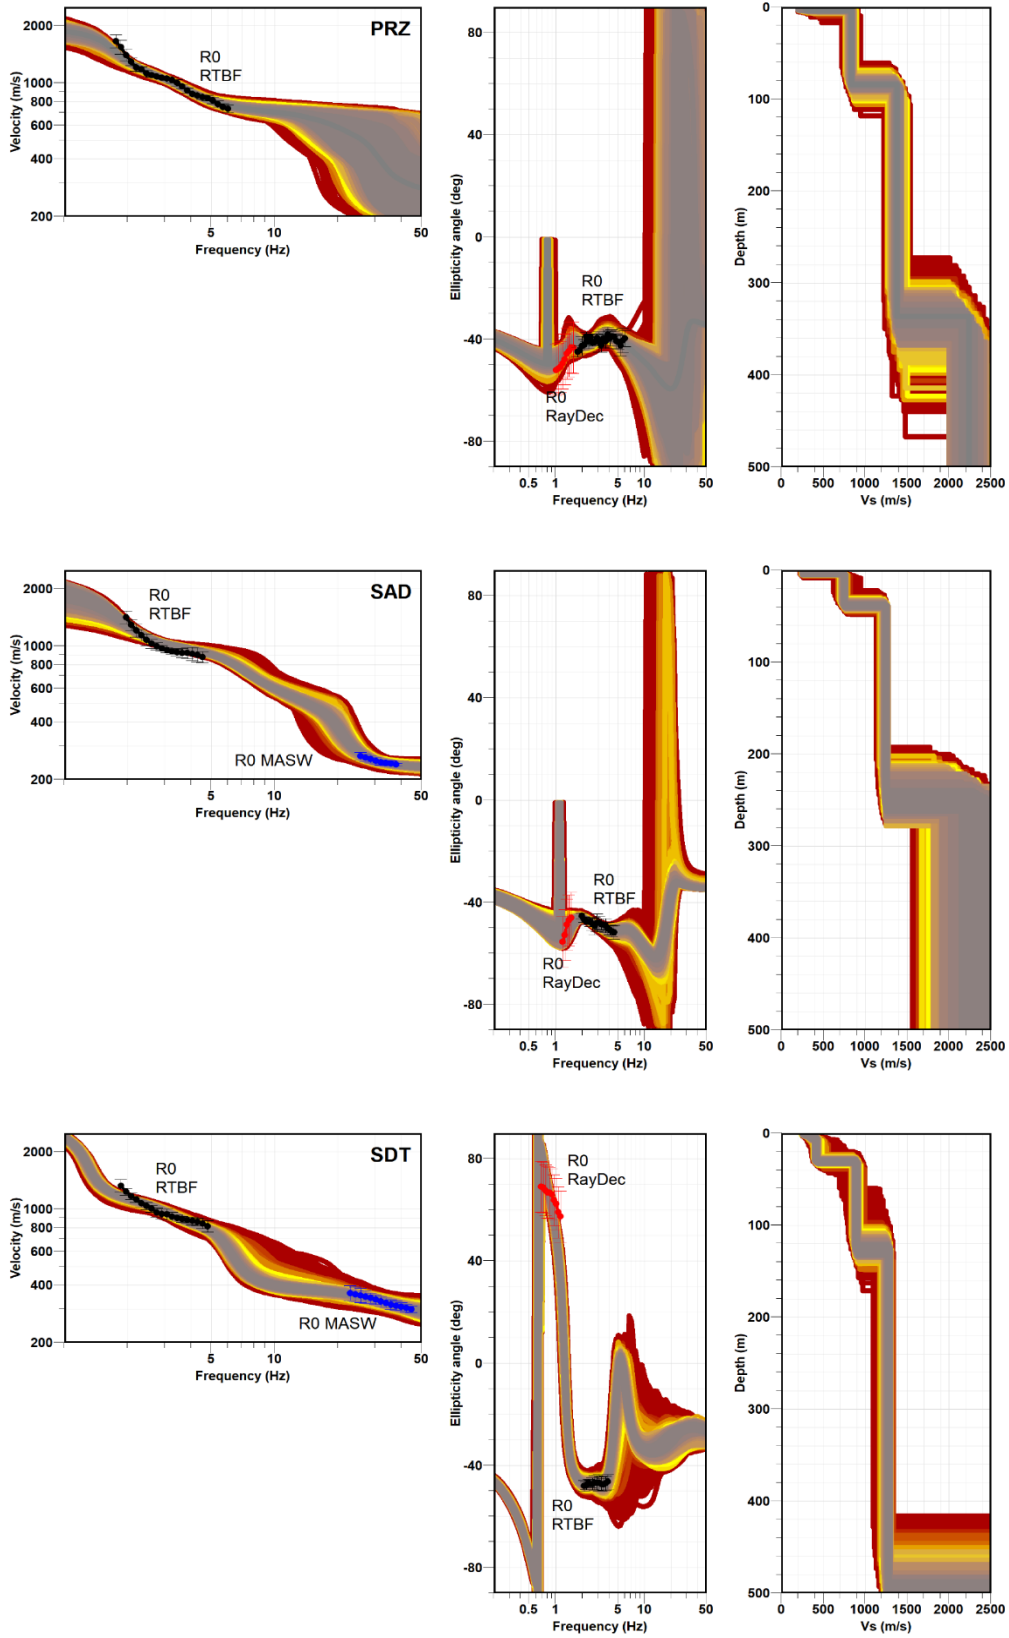 2000
1000
800
600
400
200
Velocity (m/s)
PRZ
R0
RTBF
5
10
50
Frequency (Hz)
80
40
0
-40
-80
Ellipticity angle (deg)
R0
RTBF
R0
RayDec
0.5
1
5
10
50
Frequency (Hz)
0
100
200
300
400
500
Depth (m)
0
500
1000
1500
2000
2500
Vs (m/s)
2000
1000
800
600
400
200
Velocity (m/s)
SAD
R0
RTBF
R0 MASW
5
10
50
Frequency (Hz)
80
40
0
-40
-80
Ellipticity angle (deg)
R0
RTBF
R0
RayDec
0.5
1
5
10
50
Frequency (Hz)
0
100
200
300
400
500
Depth (m)
0
500
1000
1500
2000
2500
Vs (m/s)
2000
1000
800
600
400
200
Velocity (m/s)
SDT
R0
RTBF
R0 MASW
5
10
50
Frequency (Hz)
80
40
0
-40
-80
Ellipticity angle (deg)
R0
RayDec
R0
RTBF
0.5
1
5
10
50
Frequency (Hz)
0
100
200
300
400
500
Depth (m)
0
500
1000
1500
2000
2500
Vs (m/s)